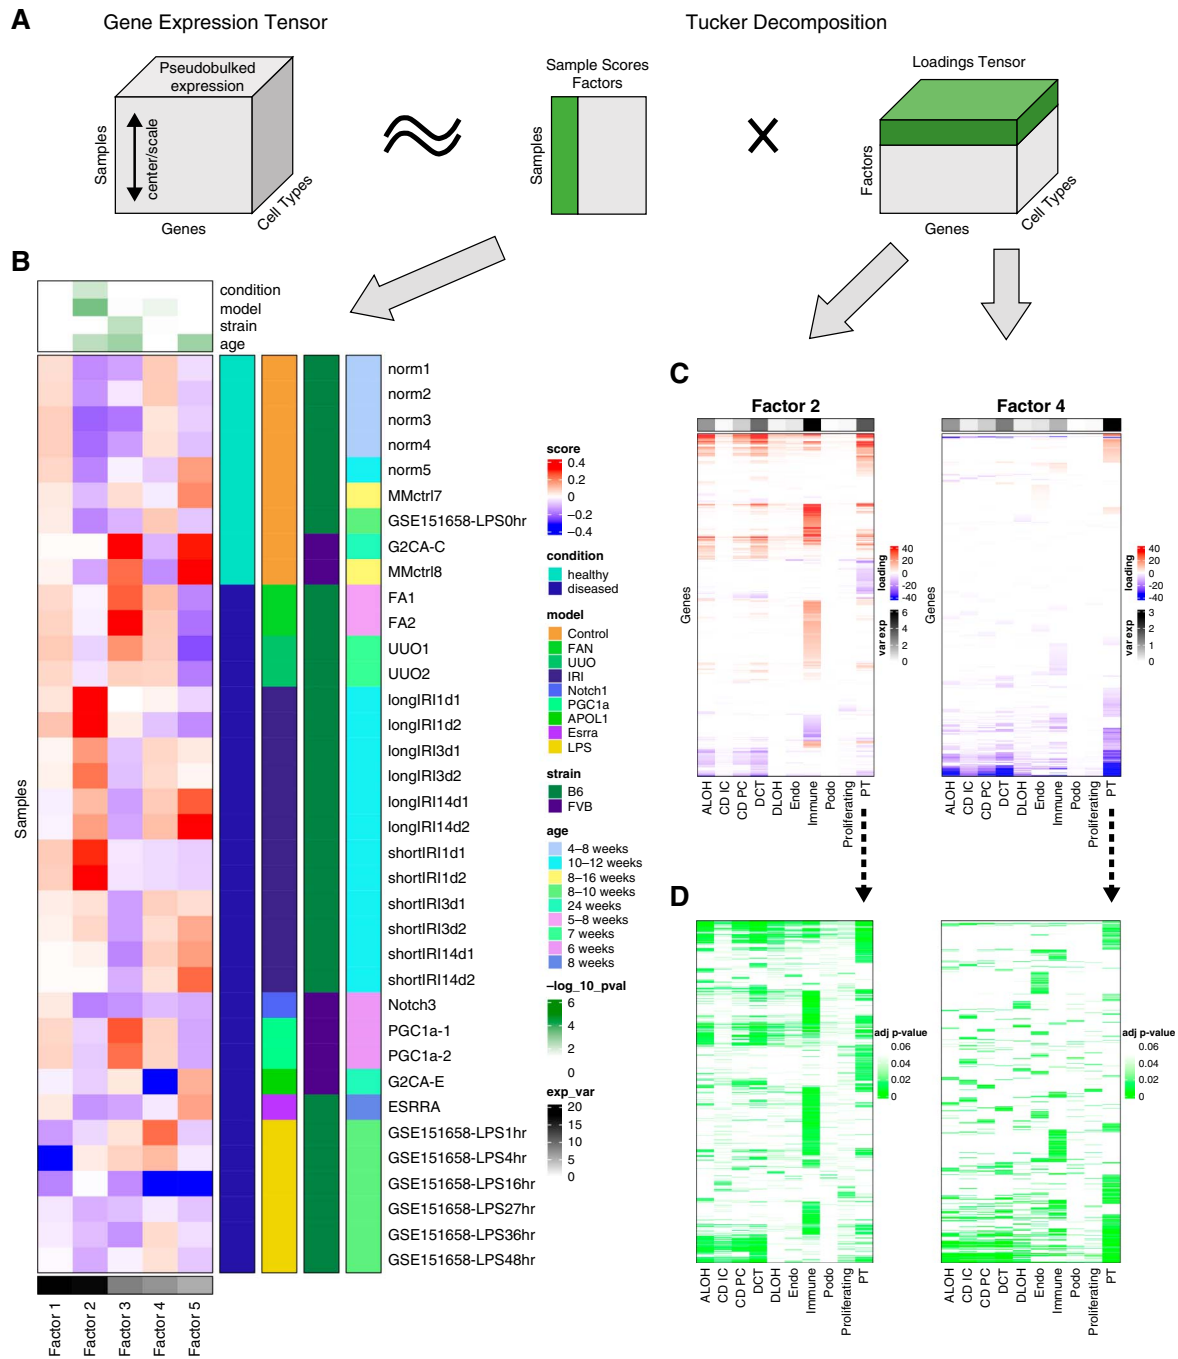 A
Gene Expression Tensor
Tucker Decomposition
Pseudobulked
expression
Samples
center/scale
Genes
Cell Types
Sample Scores
Factors
Samples
Loadings Tensor
Factors
Genes
Cell Types
B
condition
model
strain
age
Samples
norm1
norm2
norm3
norm4
norm5
MMctrl7
GSE151658-LPS0hr
G2CA-C
MMctrl8
FA1
FA2
UUO1
UUO2
longIRI1d1
longIRI1d2
longIRI3d1
longIRI3d2
longIRI14d1
longIRI14d2
shortIRI1d1
shortIRI1d2
shortIRI3d1
shortIRI3d2
shortIRI14d1
shortIRI14d2
Notch3
PGC1a-1
PGC1a-2
G2CA-E
ESRRA
GSE151658-LPS1hr
GSE151658-LPS4hr
GSE151658-LPS16hr
GSE151658-LPS27hr
GSE151658-LPS36hr
GSE151658-LPS48hr
Factor 1
Factor 2
Factor 3
Factor 4
Factor 5
score
0.4
0.2
0
−0.2
−0.4
condition
healthy
diseased
model
Control
FAN
UUO
IRI
Notch1
PGC1a
APOL1
Esrra
LPS
strain
B6
FVB
age
4–8 weeks
10–12 weeks
8–16 weeks
8–10 weeks
24 weeks
5–8 weeks
7 weeks
6 weeks
8 weeks
−log_10_pval
6
4
2
0
exp_var
20
15
10
5
0
C
Factor 2
Genes
ALOH
CD IC
CD PC
DCT
DLOH
Endo
Immune
Podo
Proliferating
PT
loading
40
20
0
-40
var exp
6
4
2
0
Factor 4
Genes
ALOH
CD IC
CD PC
DCT
DLOH
Endo
Immune
Podo
Proliferating
PT
loading
40
20
0
-40
var exp
3
2
1
0
D
ALOH
CD IC
CD PC
DCT
DLOH
Endo
Immune
Podo
Proliferating
PT
adj p-value
0.06
0.04
0.02
0
ALOH
CD IC
CD PC
DCT
DLOH
Endo
Immune
Podo
Proliferating
PT
adj p-value
0.06
0.04
0.02
0